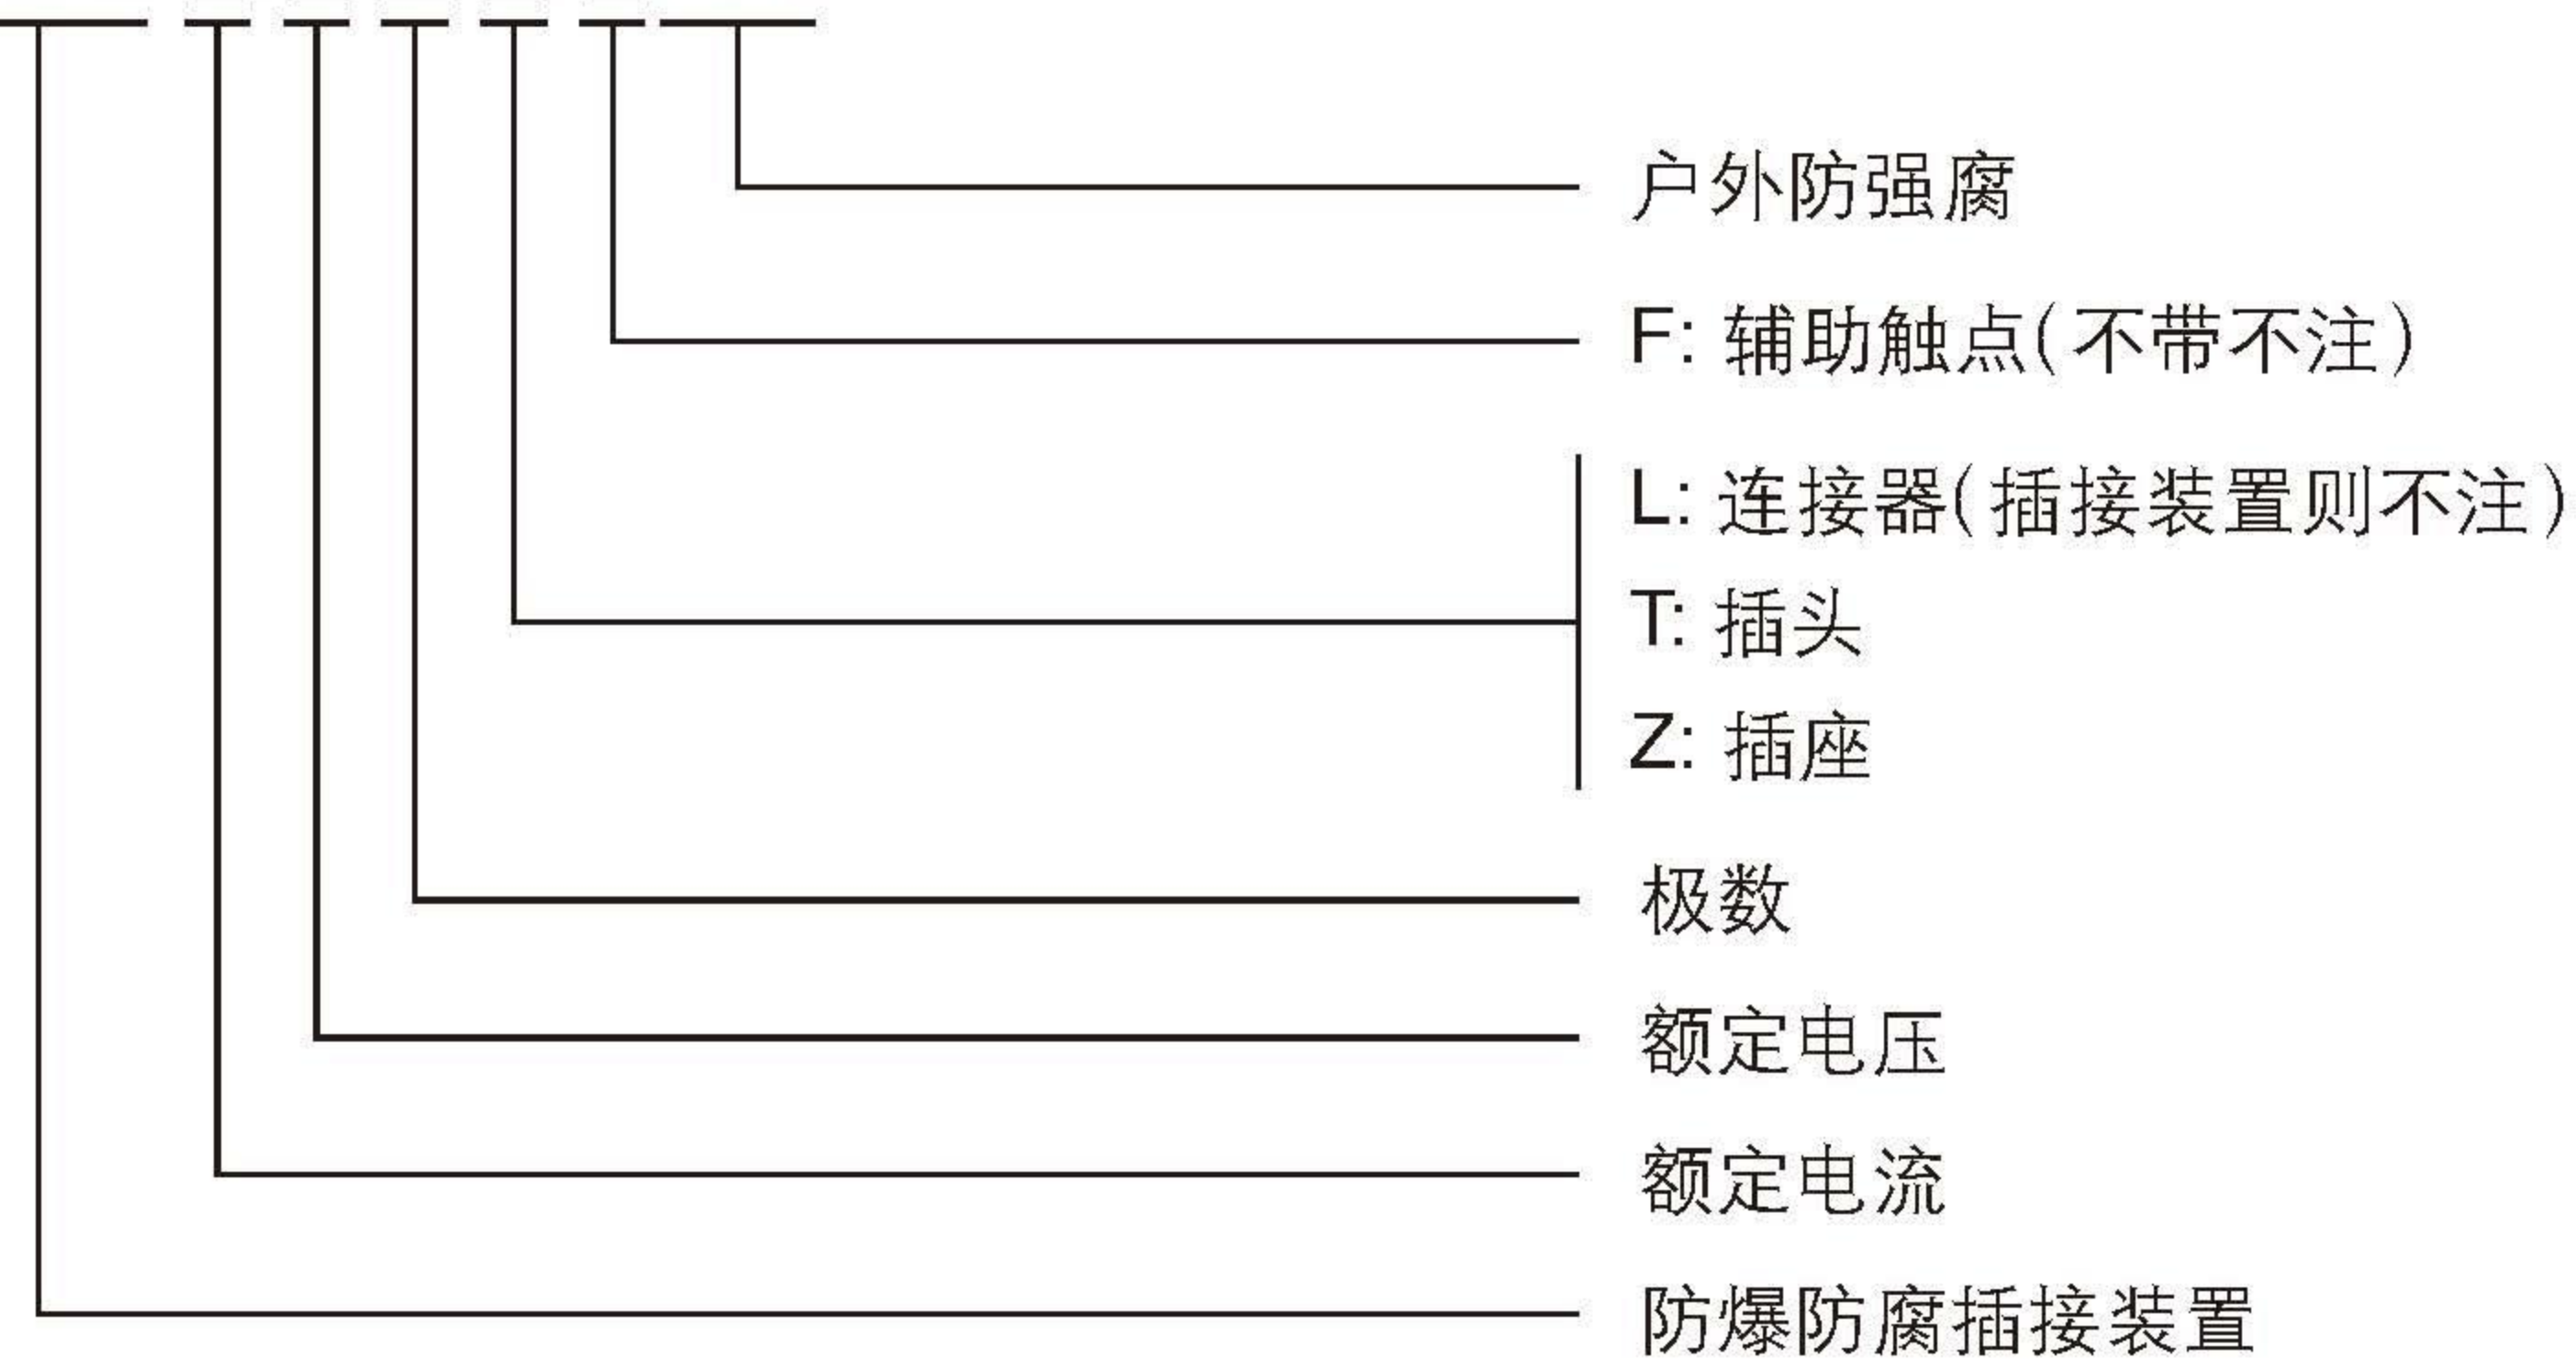 户外防强腐
F: 辅助触点(不带不注)
L: 连接器(插接装置则不注)
T: 插头
Z: 插座
极数
额定电压
额定电流
防爆防腐插接装置